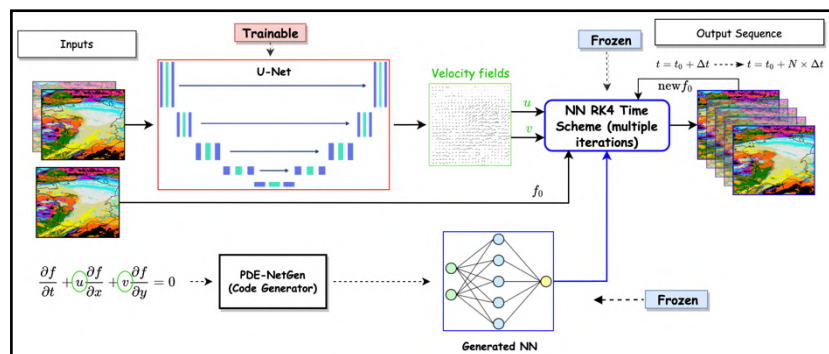 Inputs
Trainable
U-Net
Velocity fields
u
v
Frozen
NN RK4 Time
Scheme (multiple
iterations)
Output Sequence
t = t₀ + Δt ⇢ t = t₀ + N × Δt
new f₀
f₀
∂f/∂t + u ∂f/∂x + v ∂f/∂y = 0
PDE-NetGen
(Code Generator)
Generated NN
Frozen